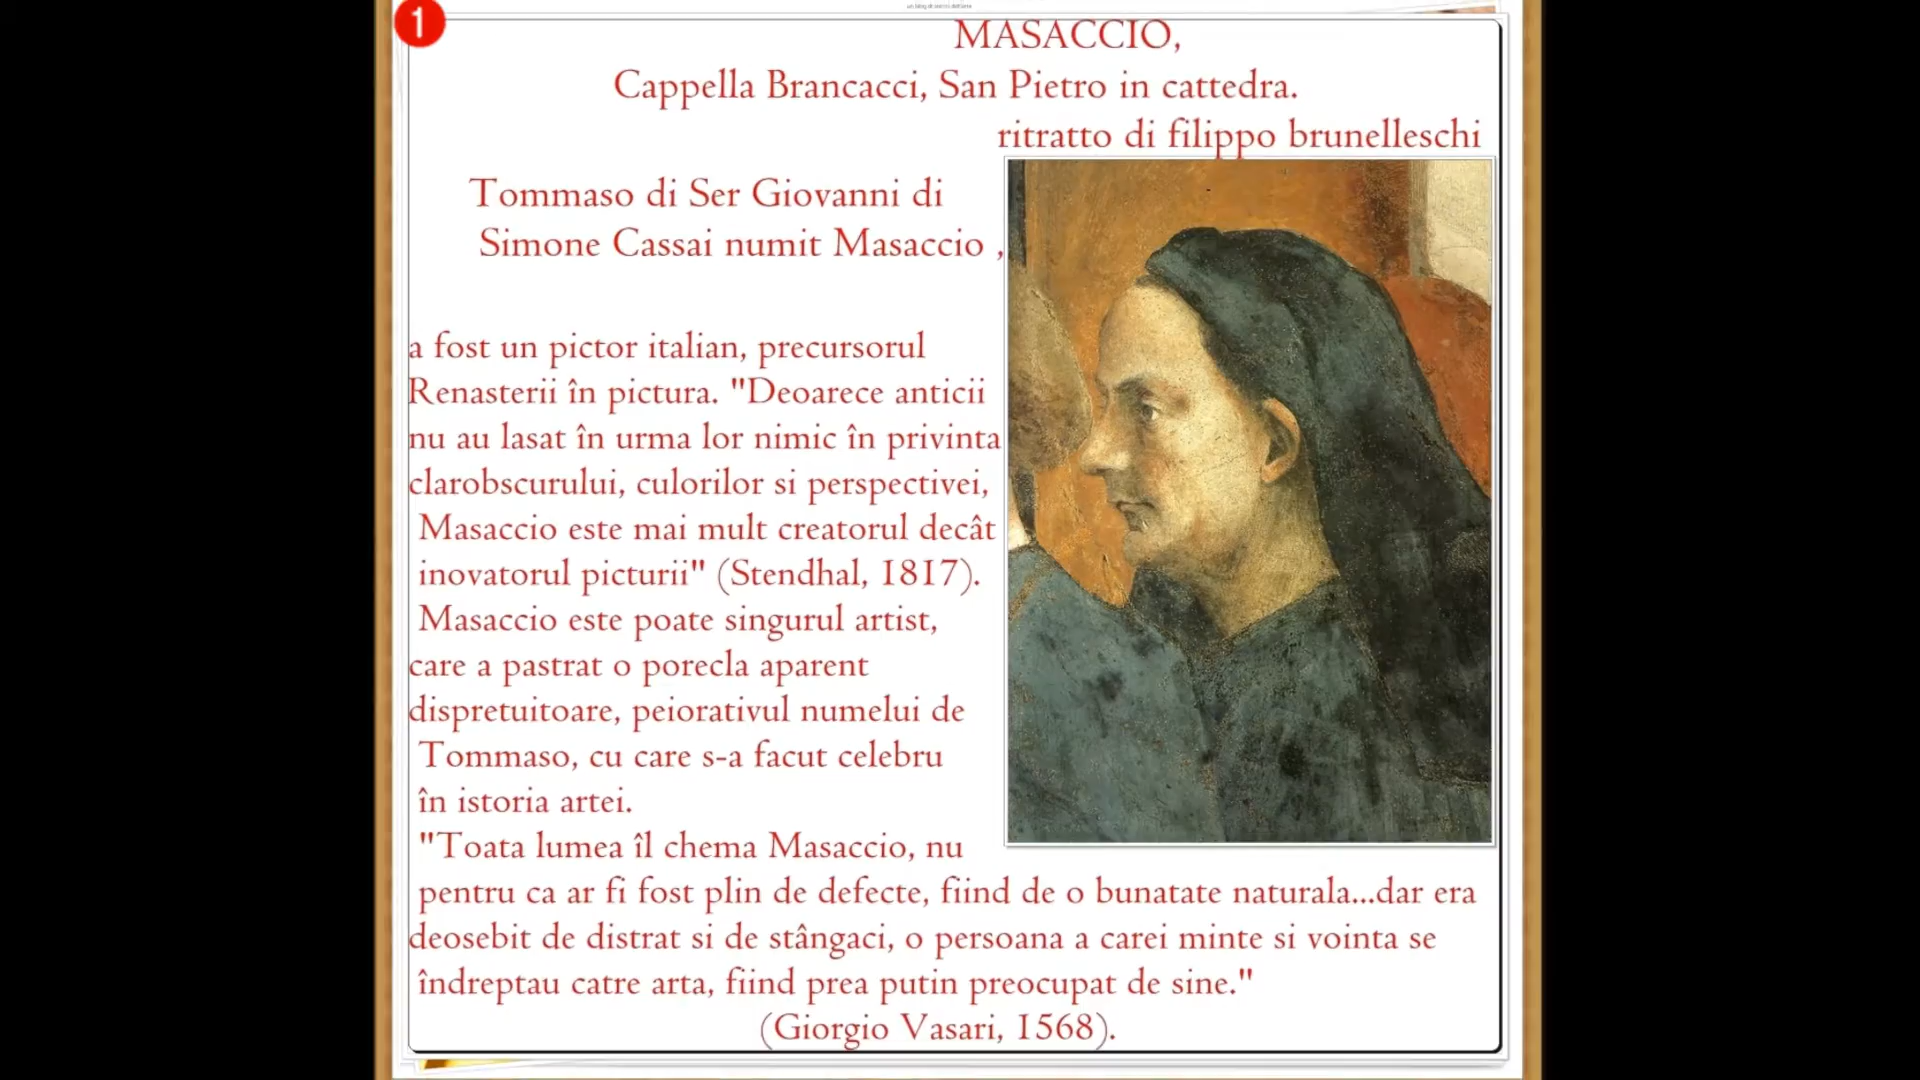 1
MASACCIO,
Cappella Brancacci, San Pietro in cattedra.
ritratto di filippo brunelleschi
Tommaso di Ser Giovanni di
Simone Cassai numit Masaccio ,
a fost un pictor italian, precursorul
Renasterii în pictura. "Deoarece anticii
nu au lasat în urma lor nimic în privinta
clarobscurului, culorilor si perspectivei,
Masaccio este mai mult creatorul decât
inovatorul picturii" (Stendhal, 1817).
Masaccio este poate singurul artist,
care a pastrat o porecla aparent
dispretuitoare, peiorativul numelui de
Tommaso, cu care s-a facut celebru
în istoria artei.
"Toata lumea îl chema Masaccio, nu
pentru ca ar fi fost plin de defecte, fiind de o bunatate naturala...dar era
deosebit de distrat si de stângaci, o persoana a carei minte si vointa se
îndreptau catre arta, fiind prea putin preocupat de sine."
(Giorgio Vasari, 1568).